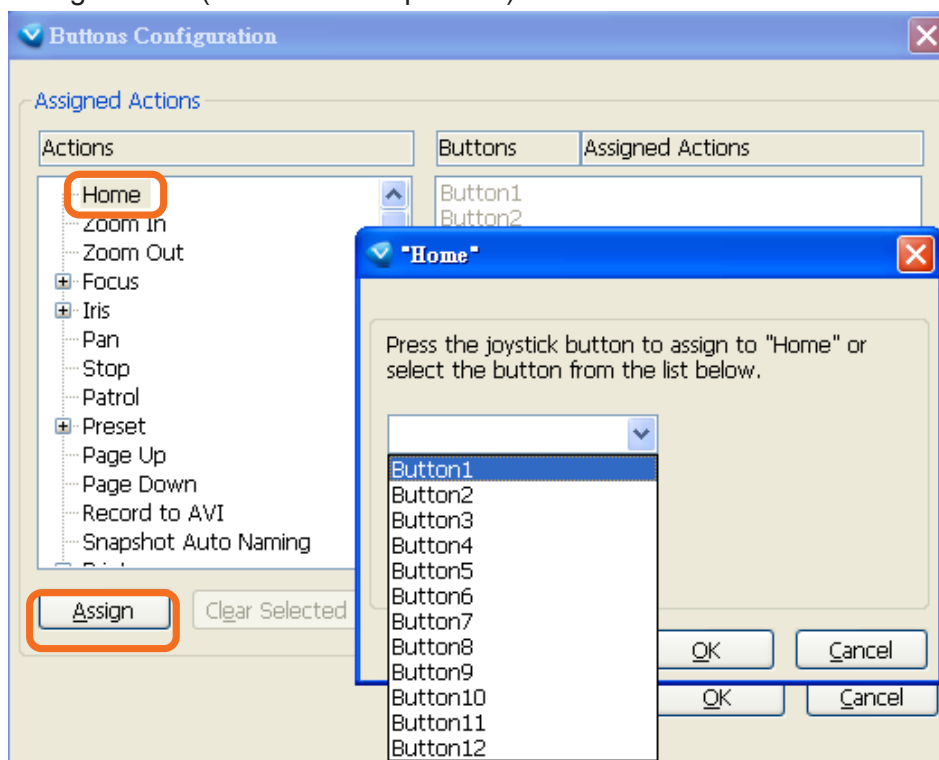 Buttons Configuration
Assigned Actions
Actions
Buttons
Assigned Actions
Home
Zoom In
Zoom Out
Focus
Iris
Pan
Stop
Patrol
Preset
Page Up
Page Down
Record to AVI
Snapshot Auto Naming
Button1
Button2
Assign
Clear Selected
"Home"
Press the joystick button to assign to "Home" or
select the button from the list below.
Button1
Button2
Button3
Button4
Button5
Button6
Button7
Button8
Button9
Button10
Button11
Button12
OK
Cancel
OK
Cancel